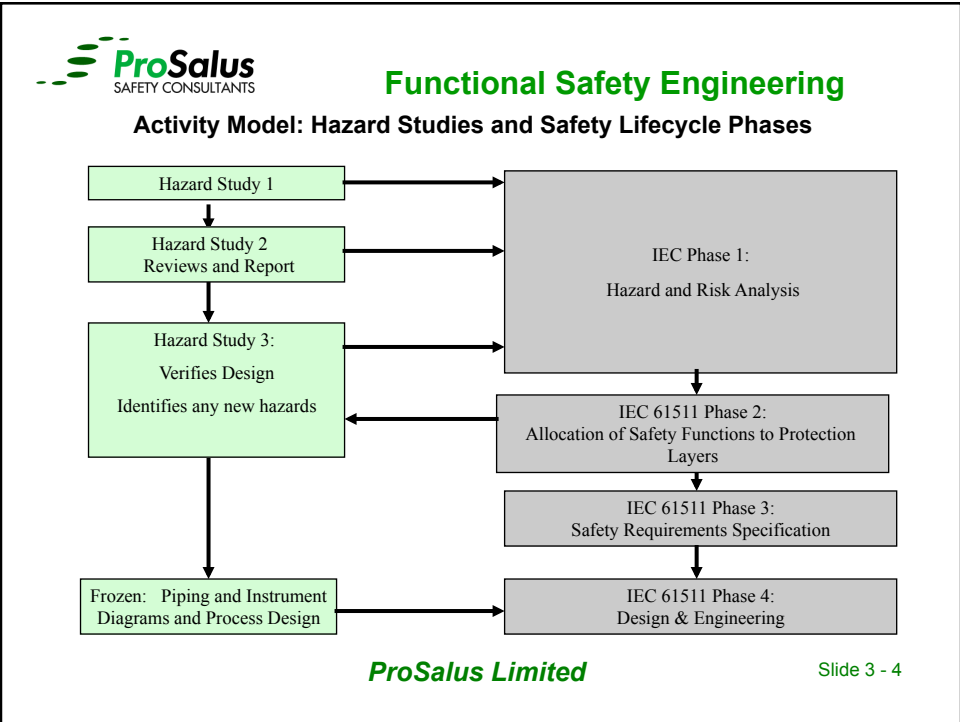 ProSalus
SAFETY CONSULTANTS
Functional Safety Engineering
Activity Model: Hazard Studies and Safety Lifecycle Phases
Hazard Study 1
Hazard Study 2
Reviews and Report
Hazard Study 3:
Verifies Design
Identifies any new hazards
Frozen: Piping and Instrument
Diagrams and Process Design
IEC Phase 1:
Hazard and Risk Analysis
IEC 61511 Phase 2:
Allocation of Safety Functions to Protection
Layers
IEC 61511 Phase 3:
Safety Requirements Specification
IEC 61511 Phase 4:
Design & Engineering
ProSalus Limited
Slide 3 - 4